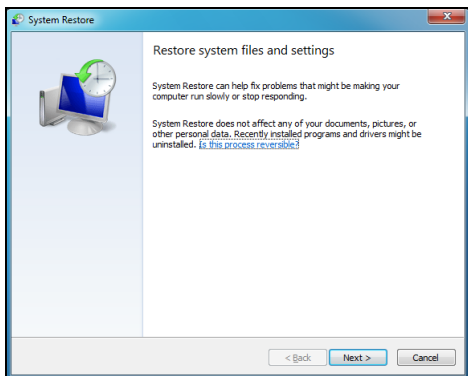 System Restore
Restore system files and settings
System Restore can help fix problems that might be making your
computer run slowly or stop responding.
System Restore does not affect any of your documents, pictures, or
other personal data. Recently installed programs and drivers might be
uninstalled. Is this process reversible?
< Back
Next >
Cancel